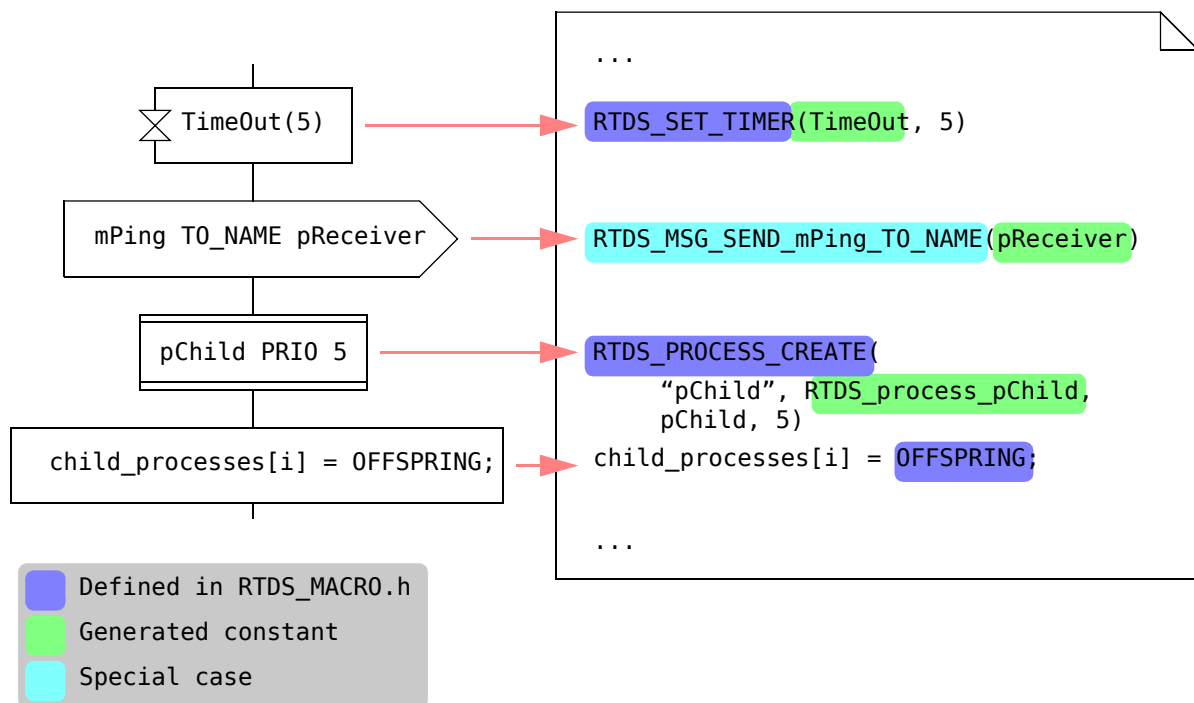 ...
TimeOut(5)
RTDS_SET_TIMER(TimeOut, 5)
mPing TO_NAME pReceiver
RTDS_MSG_SEND_mPing_TO_NAME(pReceiver)
pChild PRIO 5
RTDS_PROCESS_CREATE(
“pChild”, RTDS_process_pChild,
pChild, 5)
child_processes[i] = OFFSPRING;
child_processes[i] = OFFSPRING;
...
Defined in RTDS_MACRO.h
Generated constant
Special case